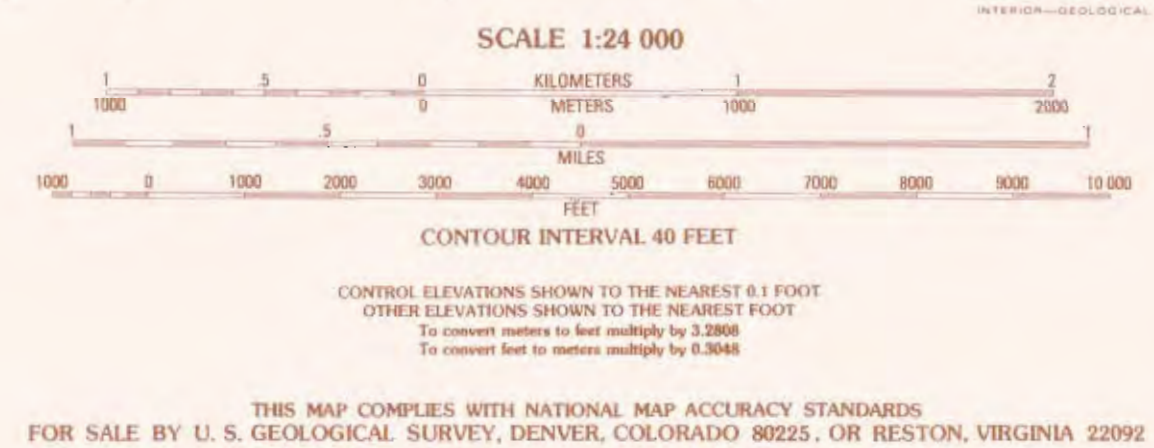 INTERIOR—GEOLOGICAL
SCALE 1:24 000
1 .5 0 KILOMETERS 1 2
1000 0 METERS 1000 2000
1 .5 0 1
MILES
1000 0 1000 2000 3000 4000 5000 6000 7000 8000 9000 10 000
FEET
CONTOUR INTERVAL 40 FEET
CONTROL ELEVATIONS SHOWN TO THE NEAREST 0.1 FOOT
OTHER ELEVATIONS SHOWN TO THE NEAREST FOOT
To convert meters to feet multiply by 3.2808
To convert feet to meters multiply by 0.3048
THIS MAP COMPLIES WITH NATIONAL MAP ACCURACY STANDARDS
FOR SALE BY U. S. GEOLOGICAL SURVEY, DENVER, COLORADO 80225, OR RESTON, VIRGINIA 22092